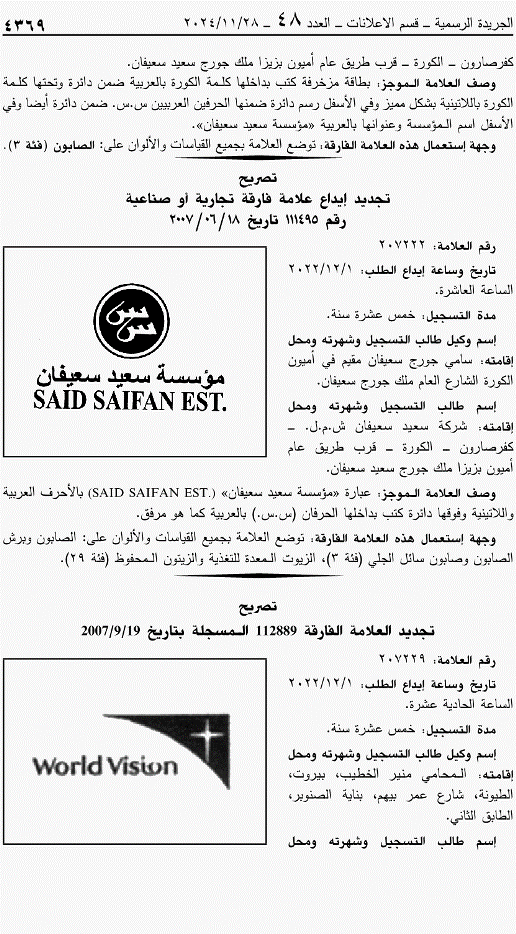 الجريدة الرسمية ــ قسم الاعلانات ــ العدد ٤٨ ــ ٢٠٢٤/١١/٢٨
٤٣٦٩
كفرصارون ــ الكورة ــ قرب طريق عام أميون بزيزا ملك جورج سعيد سعيفان.
وصف العلامة الموجز: بطاقة مزخرفة كتب بداخلها كلمة الكورة بالعربية ضمن دائرة وتحتها كلمة
الكورة باللاتينية بشكل مميز وفي الأسفل رسم دائرة ضمنها الحرفين العربيين س.س. ضمن دائرة أيضا وفي
الأسفل اسم المؤسسة وعنوانها بالعربية «مؤسسة سعيد سعيفان».
وجهة إستعمال هذه العلامة الفارقة: توضع العلامة بجميع القياسات والألوان على: الصابون (فئة ٣).
تصريح
تجديد إيداع علامة فارقة تجارية أو صناعية
رقم ١١١٤٩٥ تاريخ ٢٠٠٧/٠٦/١٨
رقم العلامة: ٢٠٧٢٢٢
تاريخ وساعة إيداع الطلب: ٢٠٢٢/١٢/١
الساعة العاشرة.
مدة التسجيل: خمس عشرة سنة.
إسم وكيل طالب التسجيل وشهرته ومحل
إقامته: سامي جورج سعيفان مقيم في أميون
الكورة الشارع العام ملك جورج سعيفان.
إسم طالب التسجيل وشهرته ومحل
إقامته: شركة سعيد سعيفان ش.م.ل. ــ
كفرصارون ــ الكورة ــ قرب طريق عام
أميون بزيزا ملك جورج سعيد سعيفان.
س س
مؤسسة سعيد سعيفان
SAID SAIFAN EST.
وصف العلامة الموجز: عبارة «مؤسسة سعيد سعيفان» (SAID SAIFAN EST.) بالأحرف العربية
واللاتينية وفوقها دائرة كتب بداخلها الحرفان (س.س.) بالعربية كما هو مرفق.
وجهة إستعمال هذه العلامة الفارقة: توضع العلامة بجميع القياسات والألوان على: الصابون وبرش
الصابون وصابون سائل الجلي (فئة ٣)، الزيوت المعدة للتغذية والزيتون المحفوظ (فئة ٢٩).
تصريح
تجديد العلامة الفارقة 112889 المسجلة بتاريخ 2007/9/19
رقم العلامة: ٢٠٧٢٢٩
تاريخ وساعة إيداع الطلب: ٢٠٢٢/١٢/١
الساعة الحادية عشرة.
مدة التسجيل: خمس عشرة سنة.
إسم وكيل طالب التسجيل وشهرته ومحل
إقامته: المحامي منير الخطيب، بيروت،
الطيونة، شارع عمر بيهم، بناية الصنوبر،
الطابق الثاني.
إسم طالب التسجيل وشهرته ومحل
World Vision